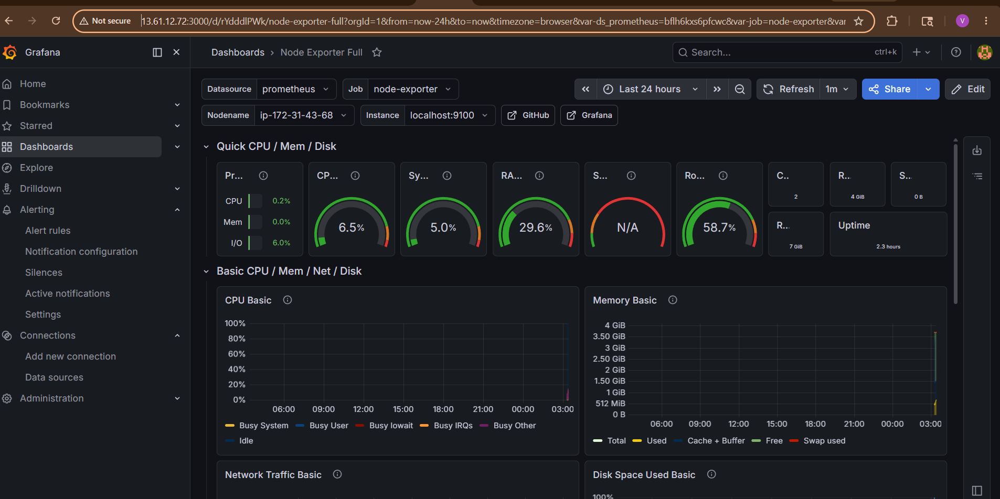 Not secure 13.61.12.72:3000/d/rYdddlPWk/node-exporter-full?orgId=1&from=now-24h&to=now&timezone=browser&var-ds_prometheus=bflh6kxs6pfcwc&var-job=node-exporter&var
V
Grafana
Dashboards › Node Exporter Full
Search... ctrl+k
Home
Bookmarks
Starred
Dashboards
Explore
Drilldown
Alerting
Alert rules
Notification configuration
Silences
Active notifications
Settings
Connections
Add new connection
Data sources
Administration
Datasource prometheus Job node-exporter
Last 24 hours Refresh 1m Share Edit
Nodename ip-172-31-43-68 Instance localhost:9100 GitHub Grafana
Quick CPU / Mem / Disk
Pr...
CPU 0.2%
Mem 0.0%
I/O 6.0%
CP...
6.5%
Sy...
5.0%
RA...
29.6%
S...
N/A
Ro...
58.7%
C..
2
R...
4 GiB
S...
0 B
R...
7 GiB
Uptime
2.3 hours
Basic CPU / Mem / Net / Disk
CPU Basic
100%
80%
60%
40%
20%
0%
06:00 09:00 12:00 15:00 18:00 21:00 00:00 03:00
Busy System Busy User Busy Iowait Busy IRQs Busy Other
Idle
Memory Basic
4 GiB
3.50 GiB
3 GiB
2.50 GiB
2 GiB
1.50 GiB
1 GiB
512 MiB
0 B
06:00 09:00 12:00 15:00 18:00 21:00 00:00 03:00
Total Used Cache + Buffer Free Swap used
Network Traffic Basic
Disk Space Used Basic
100%